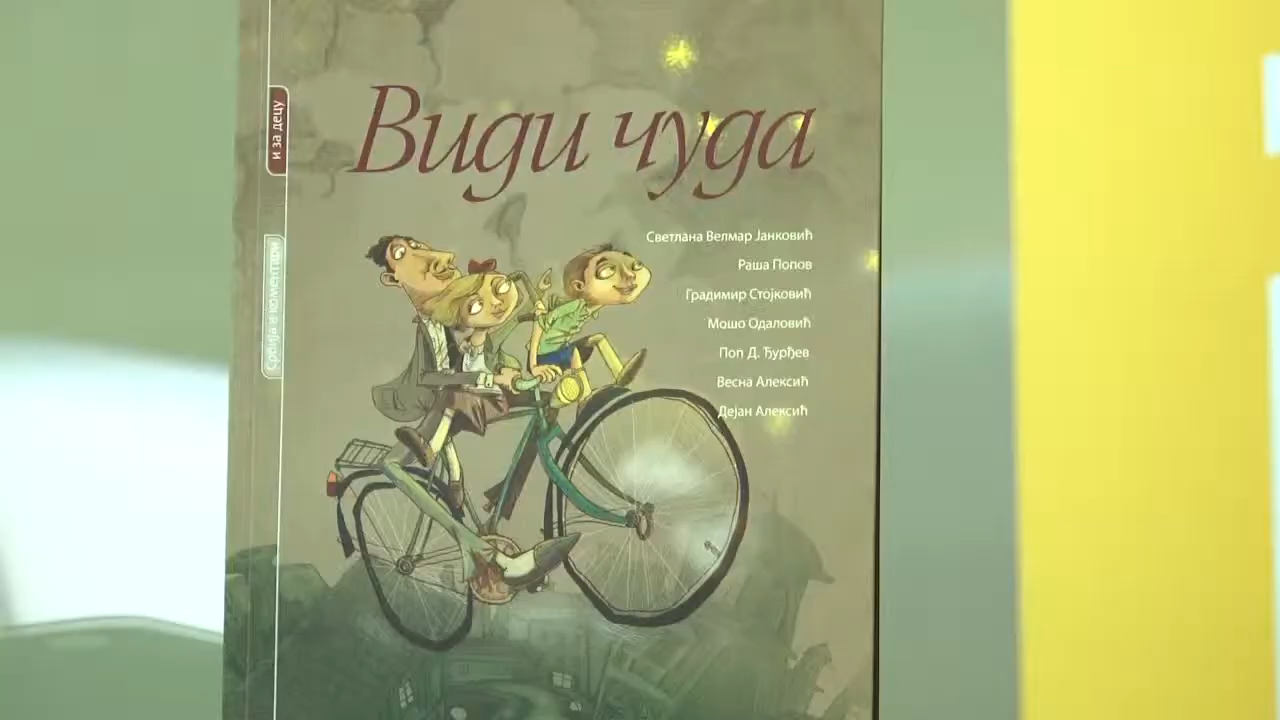 Види чуда
Светлана Велмар Јанковић
Раша Попов
Градимир Стојковић
Мошо Одаловић
Поп Д. Ђурђев
Весна Алексић
Дејан Алексић
и за децу
Србија и коментари